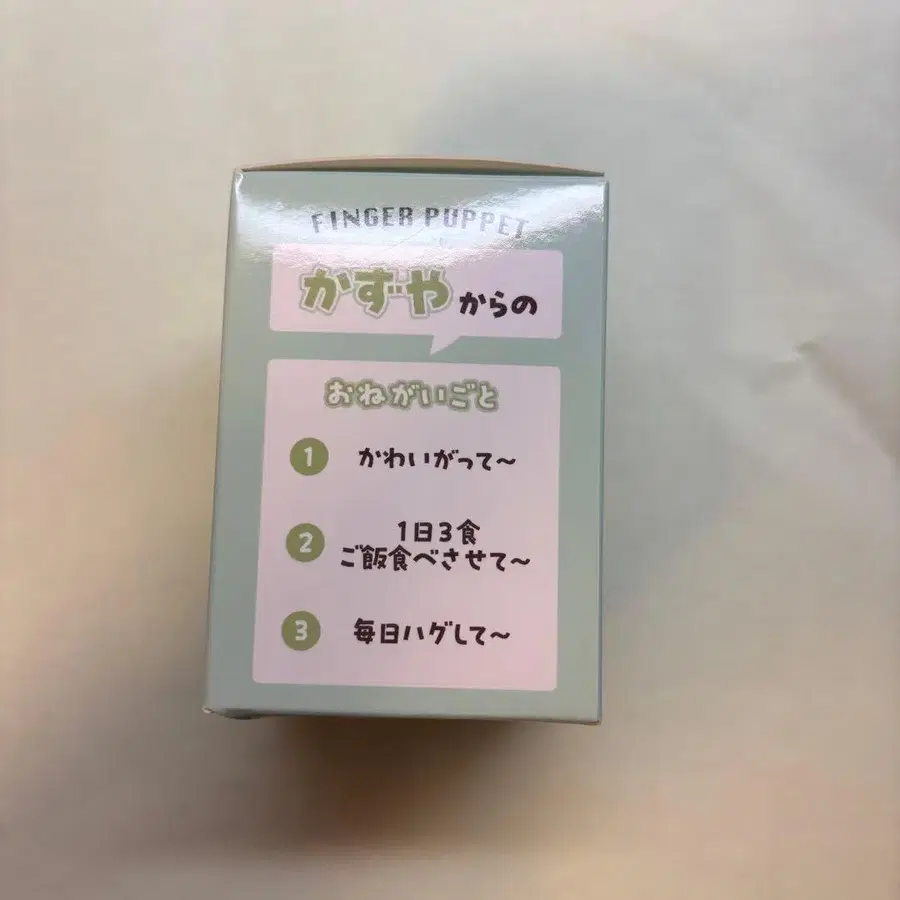 FINGER PUPPET
かずや からの
おねがいごと
1 かわいがって〜
2 1日3食
ご飯食べさせて〜
3 毎日ハグして〜